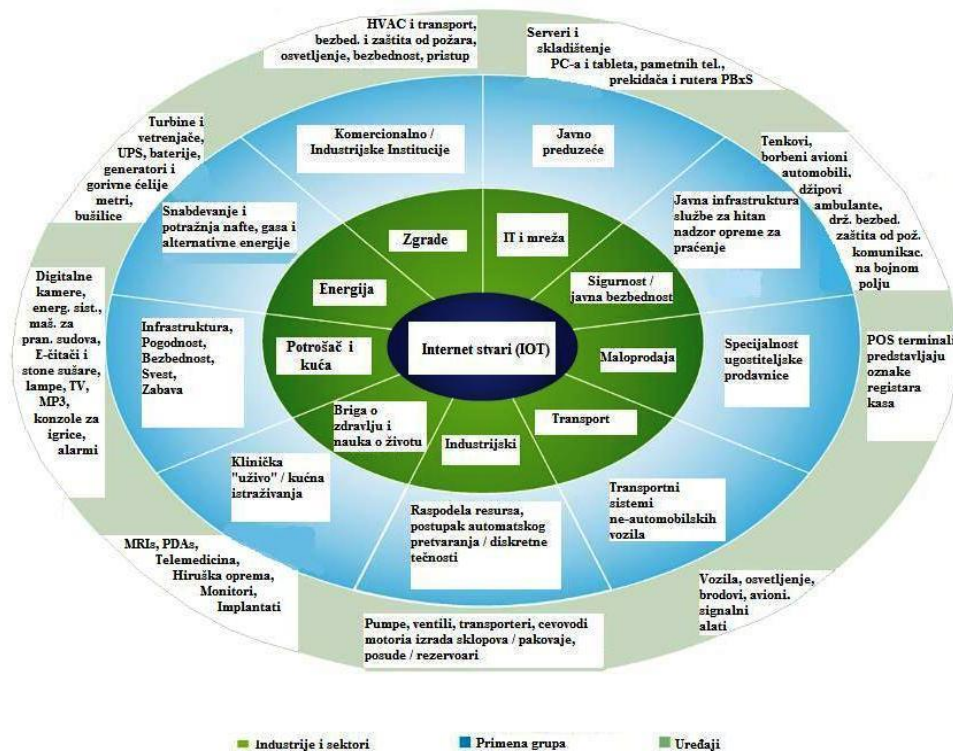 HVAC i transport,
bezbed. i zaštita od požara,
osvetljenje, bezbednost, pristup
Serveri i
skladištenje
PC-a i tableta, pametnih tel.,
prekidača i rutera PBxS
Turbine i
vetrenjače,
UPS, baterije,
generatori i
gorivne ćelije
metri,
bušilice
Komercionalno /
Industrijske Institucije
Javno
preduzeće
Tenkovi,
borbeni avioni
automobili,
džipovi
ambulante,
drž. bezbed.
zaštita od pož.
komunikac.
na bojnom
polju
Snabdevanje i
potražnja nafte, gasa i
alternativne energije
Javna infrastruktura
službe za hitan
nadzor opreme za
praćenje
Zgrade
IT i mreža
Energija
Sigurnost /
javna bezbednost
Digitalne
kamere,
energ. sist.,
maš. za
pran. sudova,
E-čitači i
stone sušare,
lampe, TV,
MP3,
konzole za
igrice,
alarmi
Infrastruktura,
Pogodnost,
Bezbednost,
Svest,
Zabava
Potrošač i
kuća
Internet stvari (IOT)
Maloprodaja
Specijalnost
ugostiteljske
prodavnice
POS terminali
predstavljaju
oznake
registara
kasa
Briga o
zdravlju i
nauka o životu
Industrijski
Transport
Klinička
"uživo" / kućna
istraživanja
Raspodela resursa,
postupak automatskog
pretvaranja / diskretne
tečnosti
Transportni
sistemi
ne-automobilskih
vozila
MRIs, PDAs,
Telemedicina,
Hiruška oprema,
Monitori,
Implantati
Vozila, osvetljenje,
brodovi, avioni.
signalni
alati
Pumpe, ventili, transporteri, cevovodi
motoria izrada sklopova / pakovaje,
posude / rezervoari
Industrije i sektori
Primena grupa
Uređaji